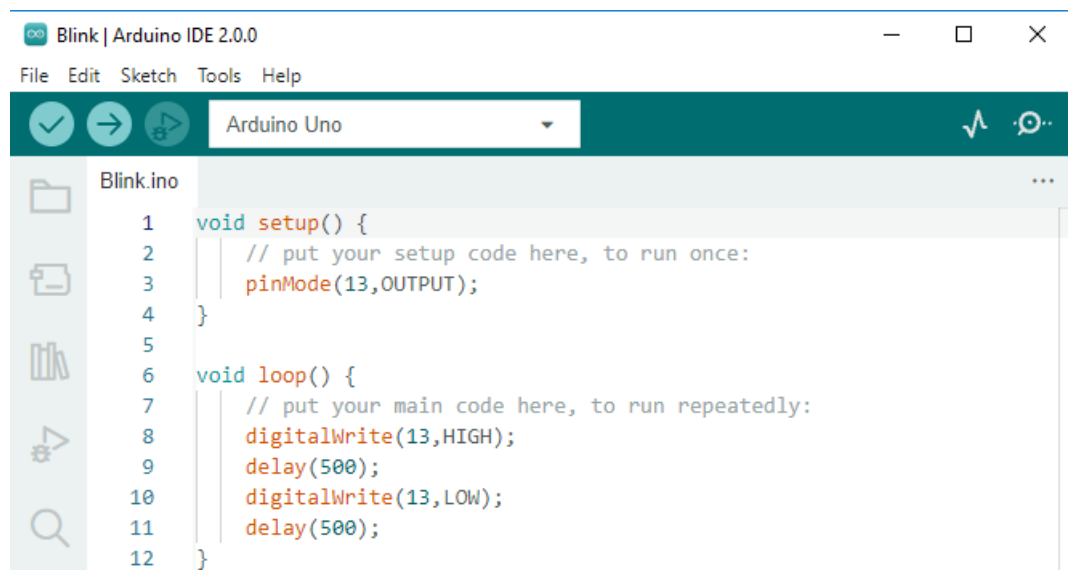 Blink | Arduino IDE 2.0.0
File Edit Sketch Tools Help
Arduino Uno
Blink.ino
1 void setup() {
2 // put your setup code here, to run once:
3 pinMode(13,OUTPUT);
4 }
5
6 void loop() {
7 // put your main code here, to run repeatedly:
8 digitalWrite(13,HIGH);
9 delay(500);
10 digitalWrite(13,LOW);
11 delay(500);
12 }